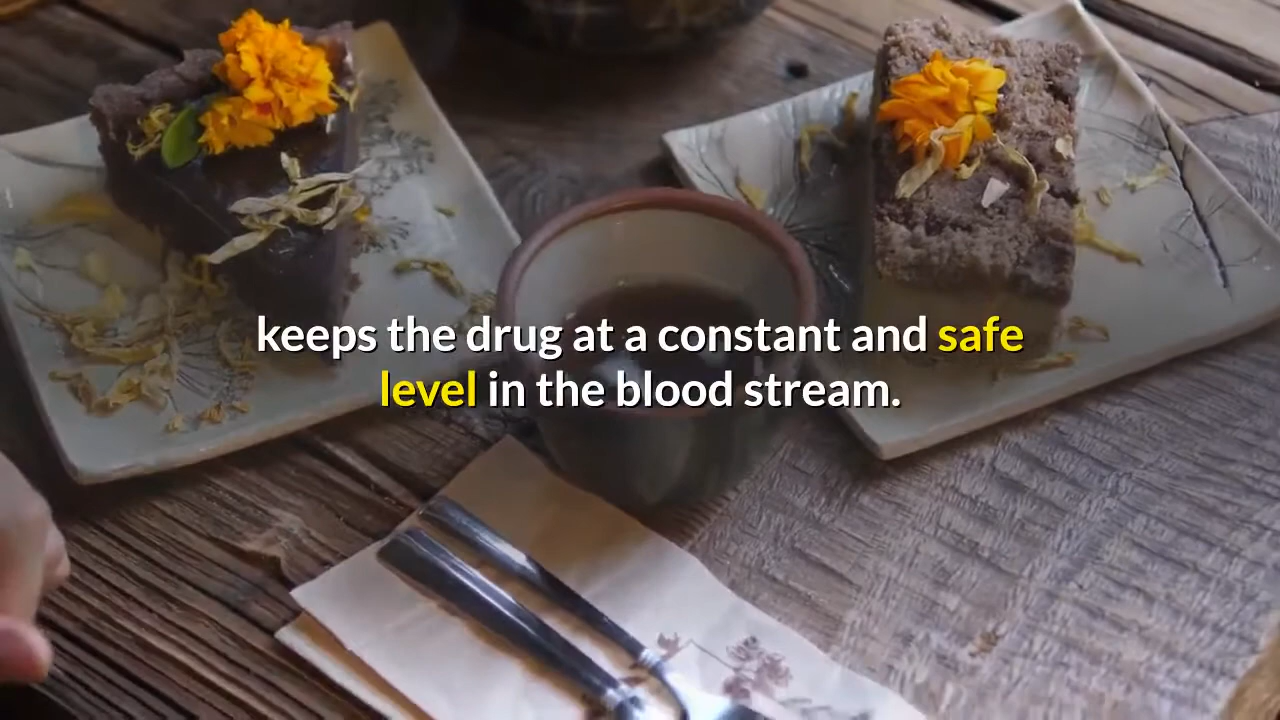 keeps the drug at a constant and safe
level in the blood stream.